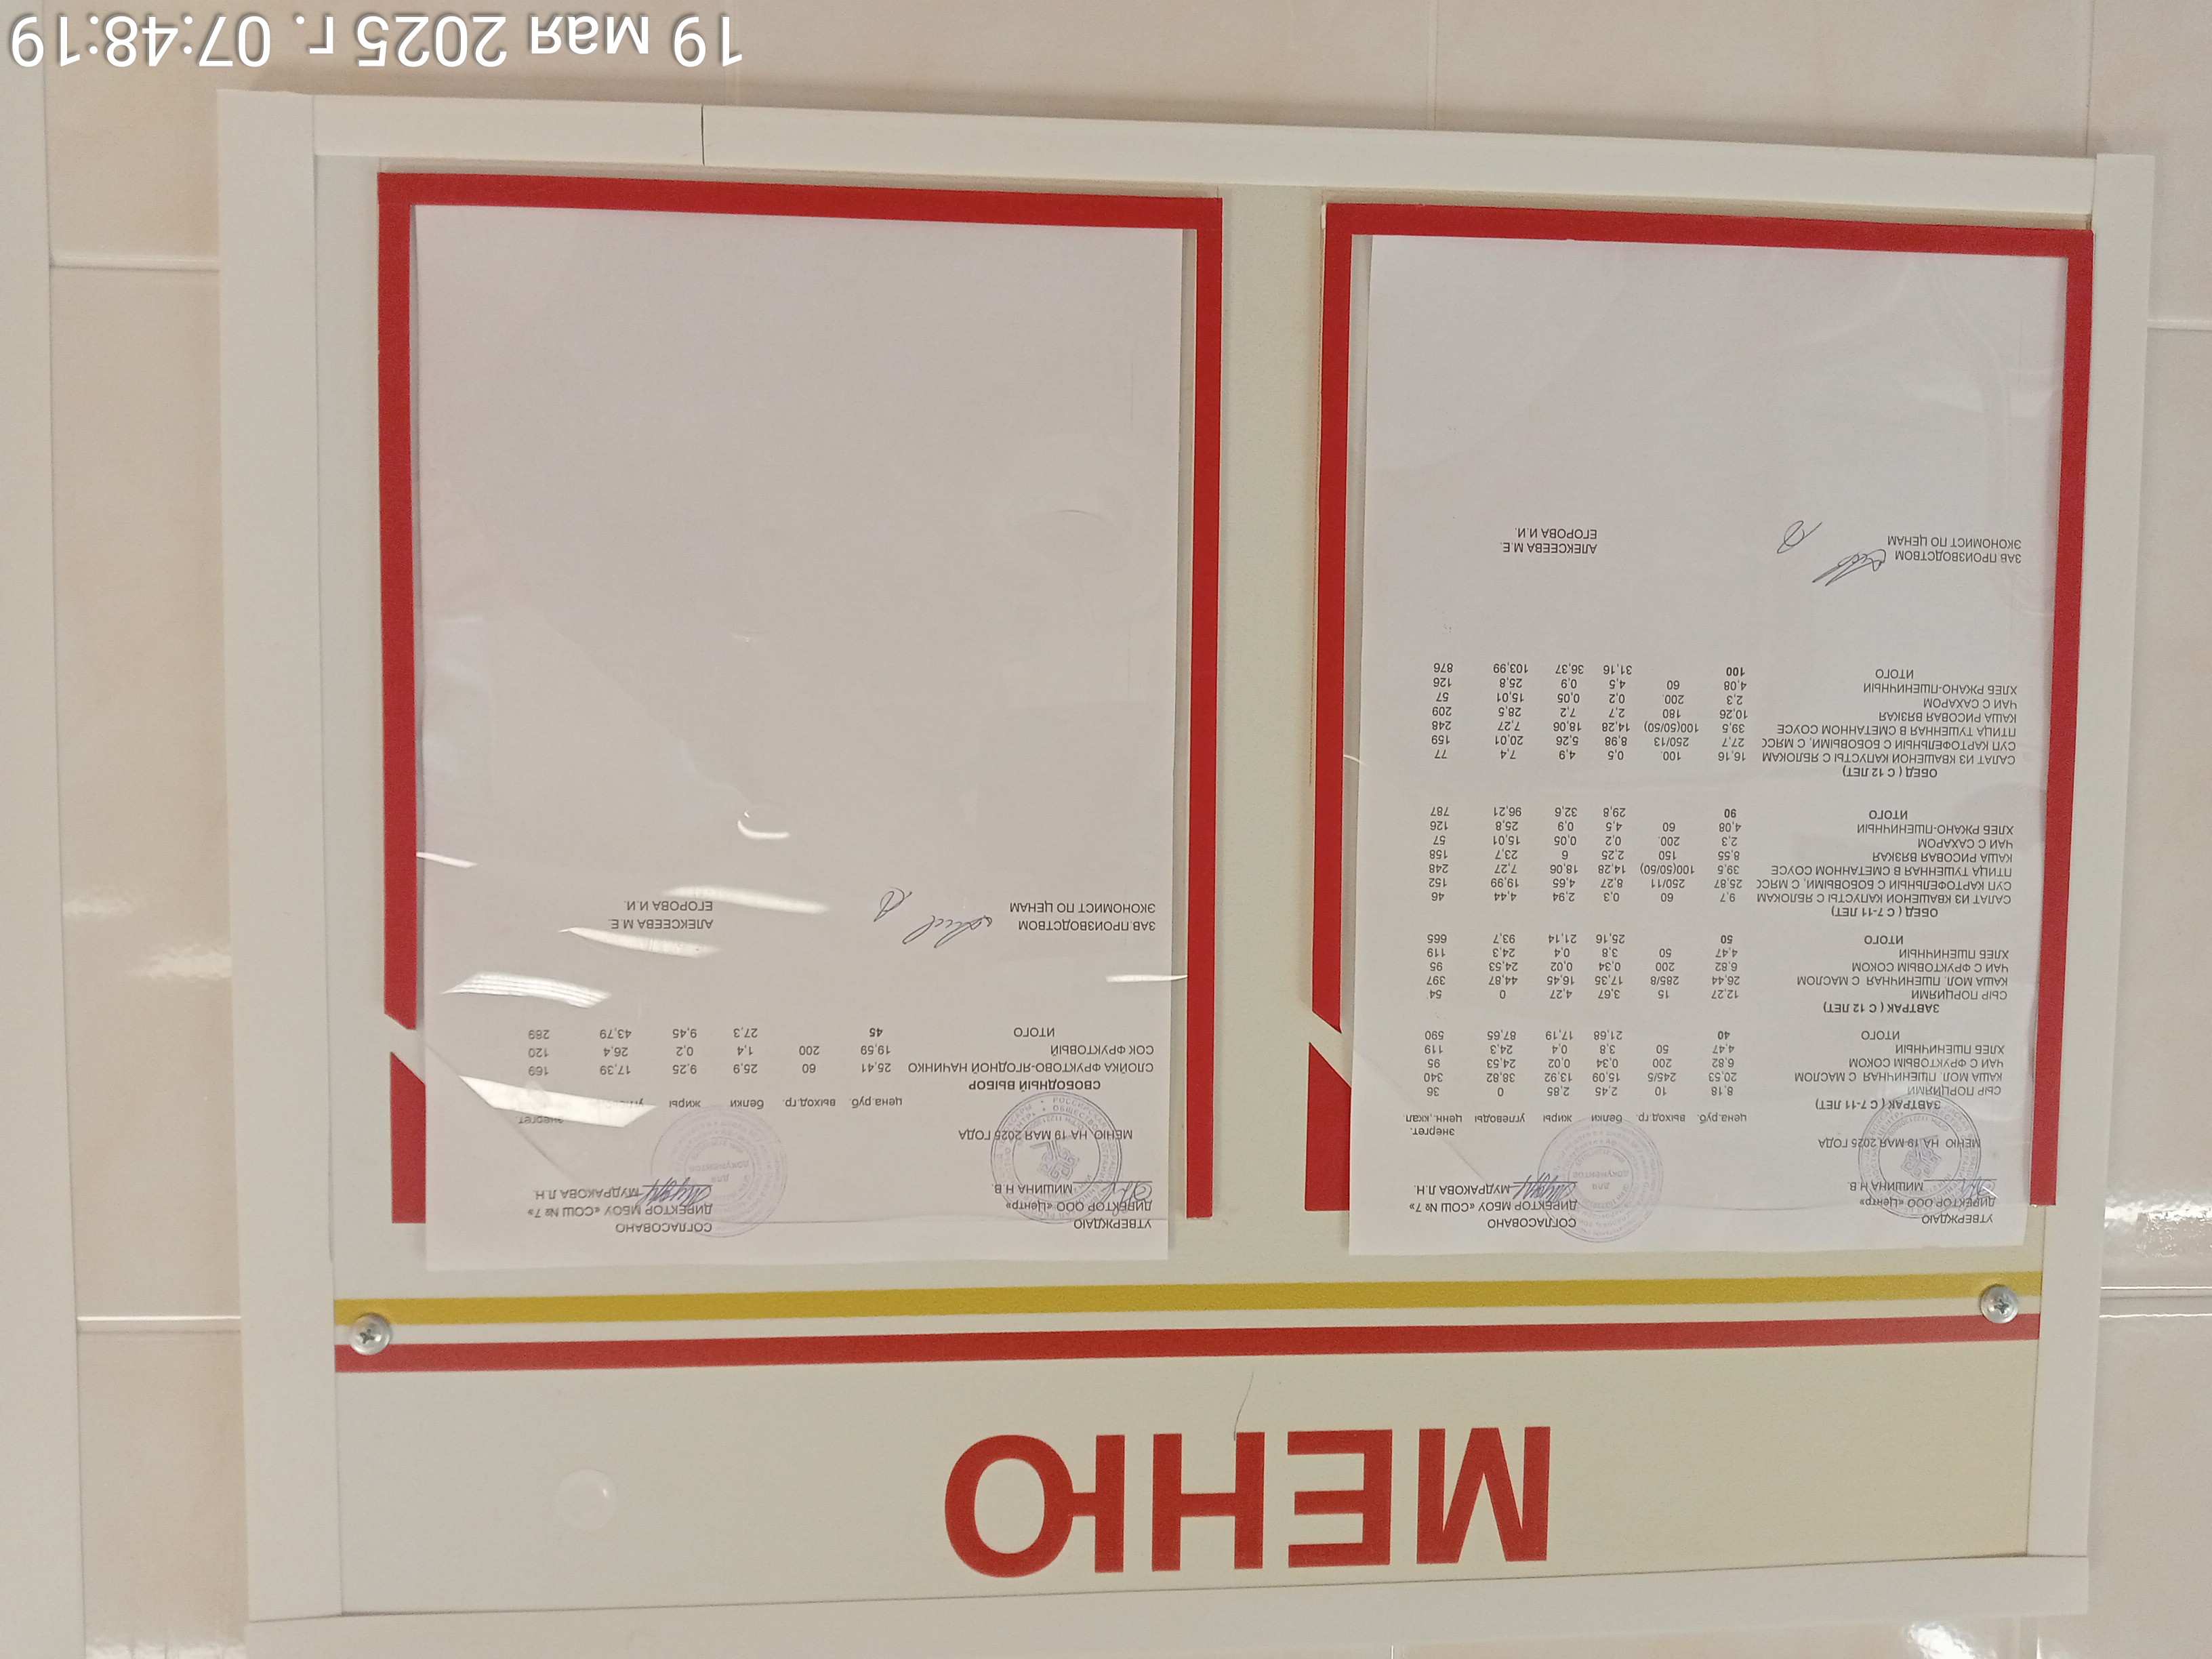 19 мая 2025 г. 07:48:19
МЕНЮ
УТВЕРЖДАЮ СОГЛАСОВАНО
ДИРЕКТОР ООО «Центр» ДИРЕКТОР МБОУ «СОШ № 7»
МИШИНА Н.В. МУДРАКОВА Л.Н.
МЕНЮ НА 19 МАЯ 2025 ГОДА
цена руб. выход.гр белки жиры углеводы энергет. ценн.,ккал.
ЗАВТРАК ( С 7-11 ЛЕТ)
СЫР ПОРЦИЯМИ 8,18 10 2,45 2,85 0 36
КАША МОЛ. ПШЕНИЧНАЯ С МАСЛОМ 20,53 245/5 15,09 13,92 38,82 340
ЧАЙ С ФРУКТОВЫМ СОКОМ 6,82 200 0,34 0,02 24,53 95
ХЛЕБ ПШЕНИЧНЫЙ 4,47 50 3,8 0,4 24,3 119
ИТОГО 40 21,68 17,19 87,65 590
ЗАВТРАК ( С 12 ЛЕТ)
СЫР ПОРЦИЯМИ 12,27 15 3,67 4,27 0 54
КАША МОЛ. ПШЕНИЧНАЯ С МАСЛОМ 26,44 285/8 17,35 16,45 44,87 397
ЧАЙ С ФРУКТОВЫМ СОКОМ 6,82 200 0,34 0,02 24,53 95
ХЛЕБ ПШЕНИЧНЫЙ 4,47 50 3,8 0,4 24,3 119
ИТОГО 50 25,16 21,14 93,7 665
ОБЕД ( С 7-11 ЛЕТ)
САЛАТ ИЗ КВАШЕНОЙ КАПУСТЫ С ЯБЛОКАМ 9,7 60 0,3 2,94 4,44 46
СУП КАРТОФЕЛЬНЫЙ С БОБОВЫМИ, С МЯСС 25,87 250/11 8,27 4,65 19,99 152
ПТИЦА ТУШЕННАЯ В СМЕТАННОМ СОУСЕ 39,5 100(50/50) 14,28 18,06 7,27 248
КАША РИСОВАЯ ВЯЗКАЯ 8,55 150 2,25 6 23,7 158
ЧАЙ С САХАРОМ 2,3 200 0,2 0,05 15,01 57
ХЛЕБ РЖАНО-ПШЕНИЧНЫЙ 4,08 60 4,5 0,9 25,8 126
ИТОГО 90 29,8 32,6 96,21 787
ОБЕД ( С 12 ЛЕТ)
САЛАТ ИЗ КВАШЕНОЙ КАПУСТЫ С ЯБЛОКАМ 16,16 100 0,5 4,9 7,4 77
СУП КАРТОФЕЛЬНЫЙ С БОБОВЫМИ, С МЯСС 27,7 250/13 8,98 5,26 20,01 159
ПТИЦА ТУШЕННАЯ В СМЕТАННОМ СОУСЕ 39,5 100(50/50) 14,28 18,06 7,27 248
КАША РИСОВАЯ ВЯЗКАЯ 10,26 180 2,7 7,2 28,5 209
ЧАЙ С САХАРОМ 2,3 200 0,2 0,05 15,01 57
ХЛЕБ РЖАНО-ПШЕНИЧНЫЙ 4,08 60 4,5 0,9 25,8 126
ИТОГО 100 31,16 36,37 103,99 876
ЗАВ ПРОИЗВОДСТВОМ АЛЕКСЕЕВА М.Е.
ЭКОНОМИСТ ПО ЦЕНАМ ЕГОРОВА И.И.
УТВЕРЖДАЮ СОГЛАСОВАНО
ДИРЕКТОР ООО «Центр» ДИРЕКТОР МБОУ «СОШ № 7»
МИШИНА Н.В. МУДРАКОВА Л.Н.
МЕНЮ НА 19 МАЯ 2025 ГОДА
цена руб. выход.гр. белки жиры энергет.
СВОБОДНЫЙ ВЫБОР
СЛОЙКА ФРУКТОВО-ЯГОДНОЙ НАЧИНКО 25,41 60 25,9 9,25 17,39 169
СОК ФРУКТОВЫЙ 19,59 200 1,4 0,2 26,4 120
ИТОГО 45 27,3 9,45 43,79 289
ЗАВ ПРОИЗВОДСТВОМ АЛЕКСЕЕВА М.Е.
ЭКОНОМИСТ ПО ЦЕНАМ ЕГОРОВА И.И.